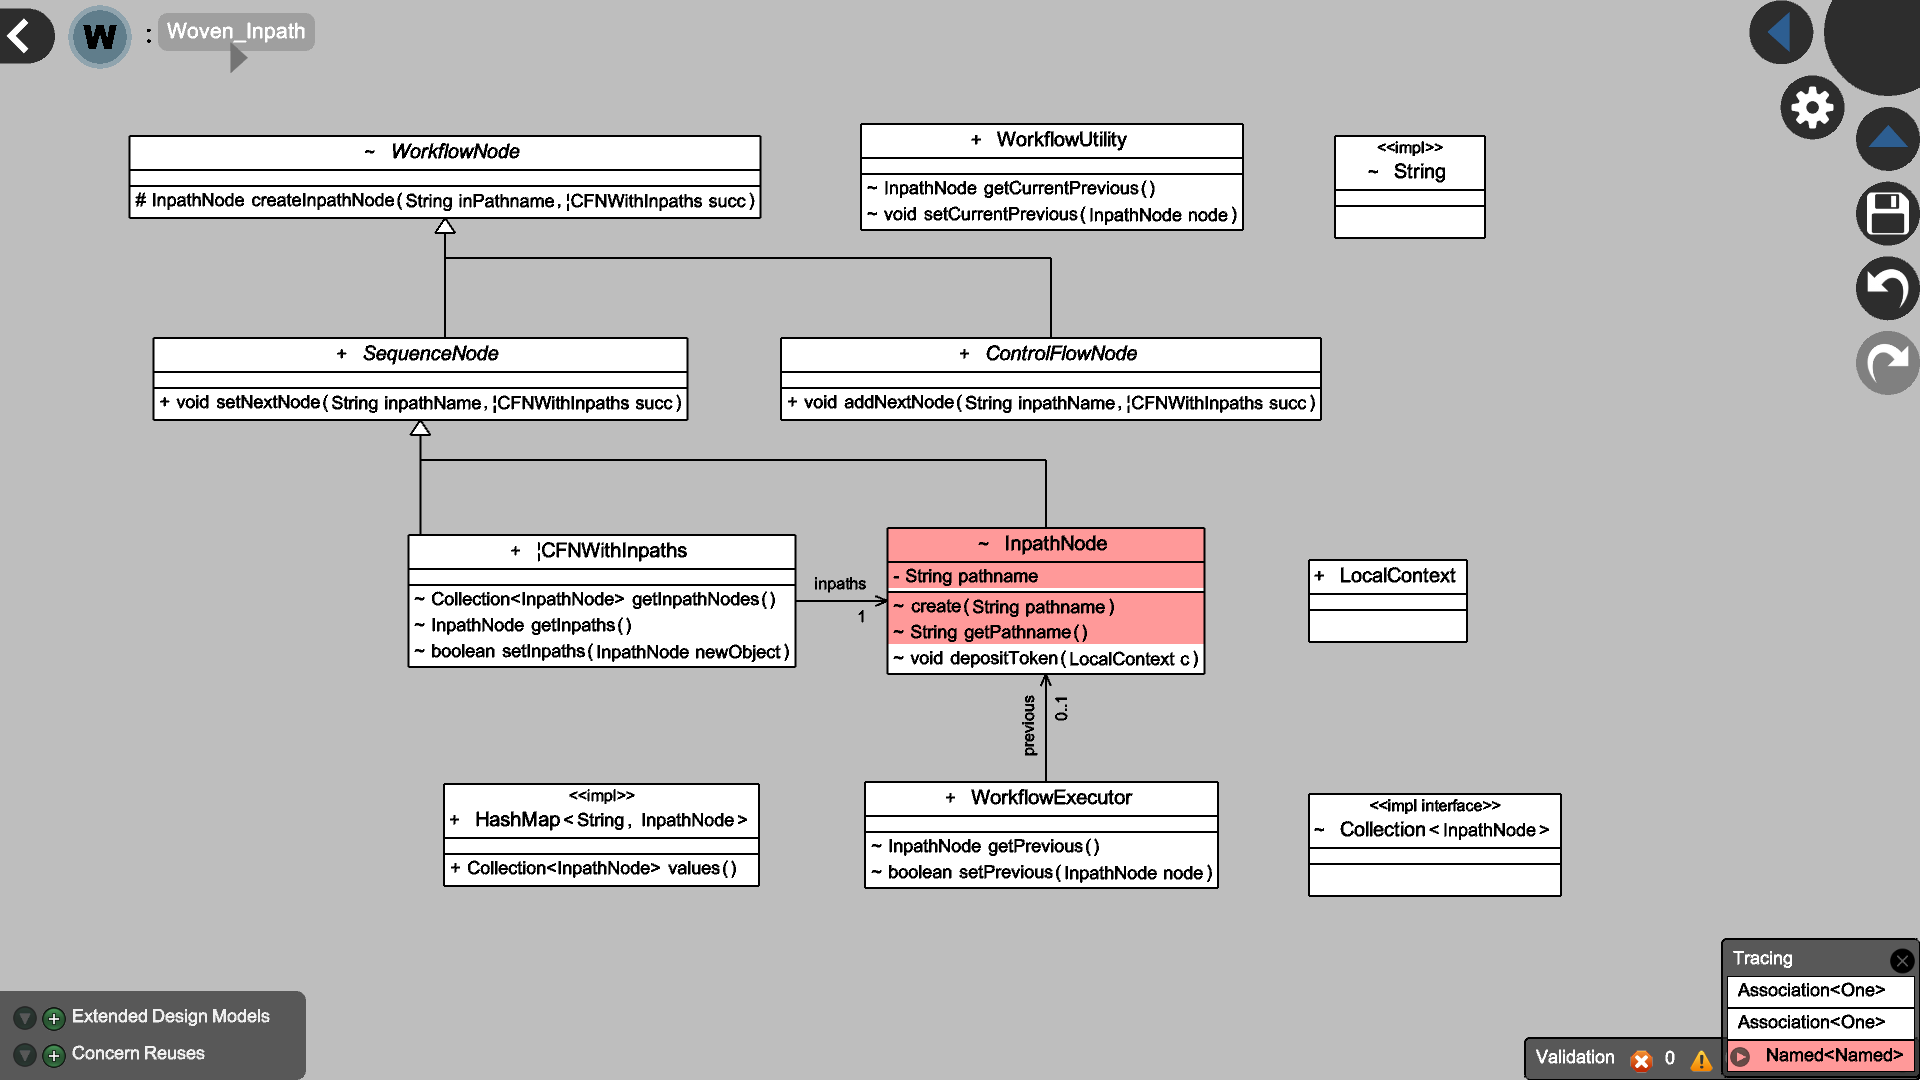 W : Woven_Inpath
~ WorkflowNode
# InpathNode createInpathNode(String inPathname, ¦CFNWithInpaths succ)
+ WorkflowUtility
~ InpathNode getCurrentPrevious()
~ void setCurrentPrevious(InpathNode node)
<<impl>>
~ String
+ SequenceNode
+ void setNextNode(String inpathName, ¦CFNWithInpaths succ)
+ ControlFlowNode
+ void addNextNode(String inpathName, ¦CFNWithInpaths succ)
+ ¦CFNWithInpaths
~ Collection<InpathNode> getInpathNodes()
~ InpathNode getInpaths()
~ boolean setInpaths(InpathNode newObject)
inpaths
1
~ InpathNode
- String pathname
~ create(String pathname)
~ String getPathname()
~ void depositToken(LocalContext c)
+ LocalContext
previous
0..1
<<impl>>
+ HashMap<String, InpathNode>
+ Collection<InpathNode> values()
+ WorkflowExecutor
~ InpathNode getPrevious()
~ boolean setPrevious(InpathNode node)
<<impl interface>>
~ Collection<InpathNode>
Extended Design Models
Concern Reuses
Tracing
Association<One>
Association<One>
Named<Named>
Validation 0